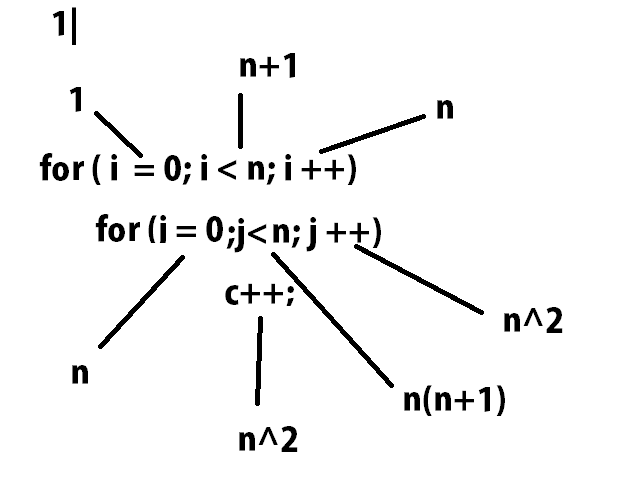 1|
n+1
1
n
for ( i = 0; i < n; i ++)
for (i = 0;j<n; j ++)
c++;
n^2
n
n(n+1)
n^2